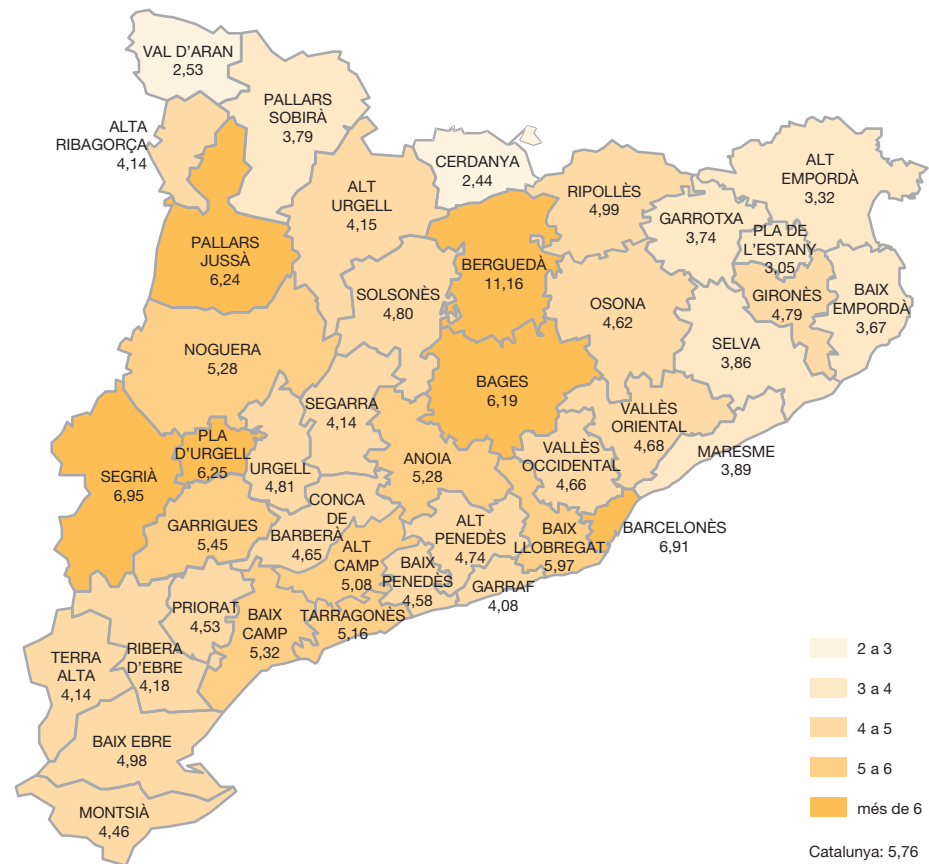 VAL D'ARAN
2,53
PALLARS
SOBIRÀ
3,79
ALTA
RIBAGORÇA
4,14
CERDANYA
2,44
ALT
URGELL
4,15
RIPOLLÈS
4,99
ALT
EMPORDÀ
3,32
GARROTXA
3,74
PLA DE
L'ESTANY
3,05
PALLARS
JUSSÀ
6,24
BERGUEDÀ
11,16
SOLSONÈS
4,80
OSONA
4,62
GIRONÈS
4,79
BAIX
EMPORDÀ
3,67
NOGUERA
5,28
SELVA
3,86
BAGES
6,19
SEGARRA
4,14
VALLÈS
ORIENTAL
4,68
PLA
D'URGELL
6,25
URGELL
4,81
ANOIA
5,28
VALLÈS
OCCIDENTAL
4,66
MARESME
3,89
SEGRIÀ
6,95
GARRIGUES
5,45
CONCA
DE
BARBERÀ
4,65
ALT
CAMP
5,08
ALT
PENEDÈS
4,74
BAIX
LLOBREGAT
5,97
BARCELONÈS
6,91
BAIX
PENEDÈS
4,58
GARRAF
4,08
PRIORAT
4,53
BAIX
CAMP
5,32
TARRAGONÈS
5,16
TERRA
ALTA
4,14
RIBERA
D'EBRE
4,18
BAIX EBRE
4,98
MONTSIÀ
4,46
2 a 3
3 a 4
4 a 5
5 a 6
més de 6
Catalunya: 5,76